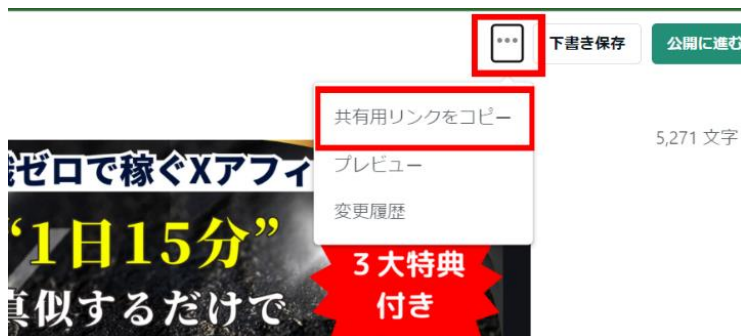 下書き保存
公開に進む
共有用リンクをコピー
5,271 文字
プレビュー
変更履歴
ゼロで稼ぐXアフィ
“1日15分”
3大特典
付き
真似するだけで